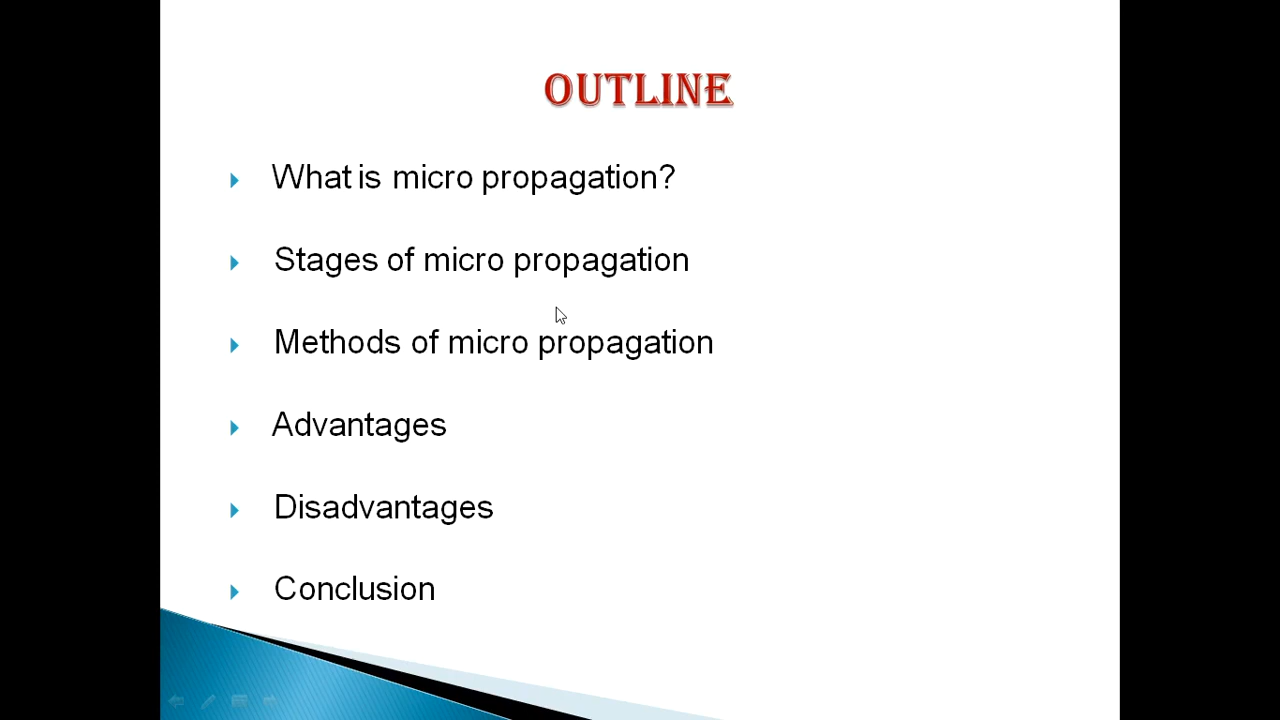 OUTLINE
What is micro propagation?
Stages of micro propagation
Methods of micro propagation
Advantages
Disadvantages
Conclusion